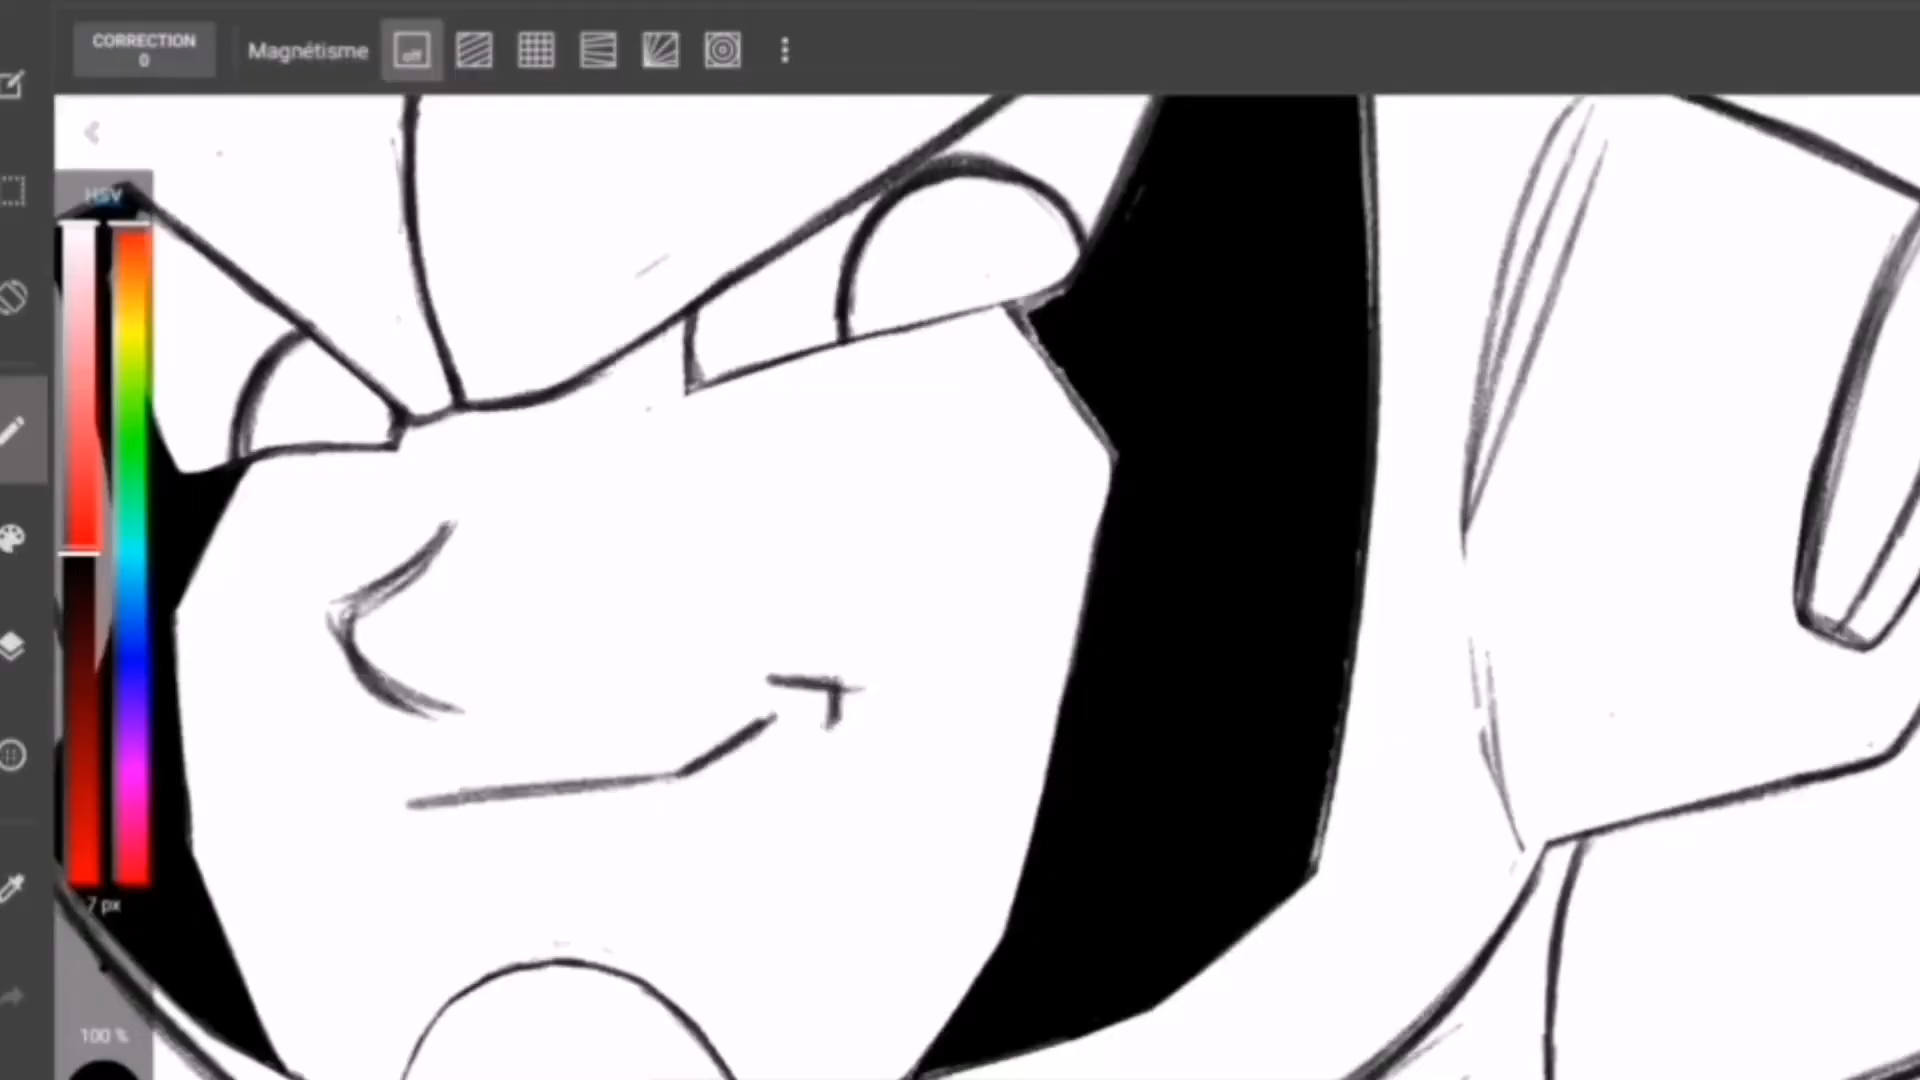 CORRECTION
0
Magnétisme
off
HSV
7 px
100 %